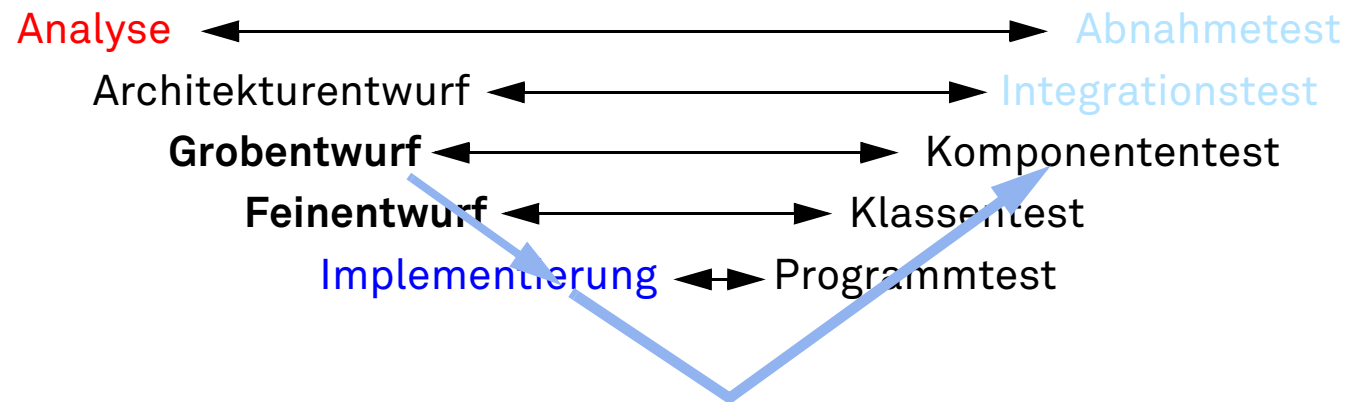 Analyse Abnahmetest
Architekturentwurf Integrationstest
Grobentwurf Komponententest
Feinentwurf Klassentest
Implementierung Programmtest